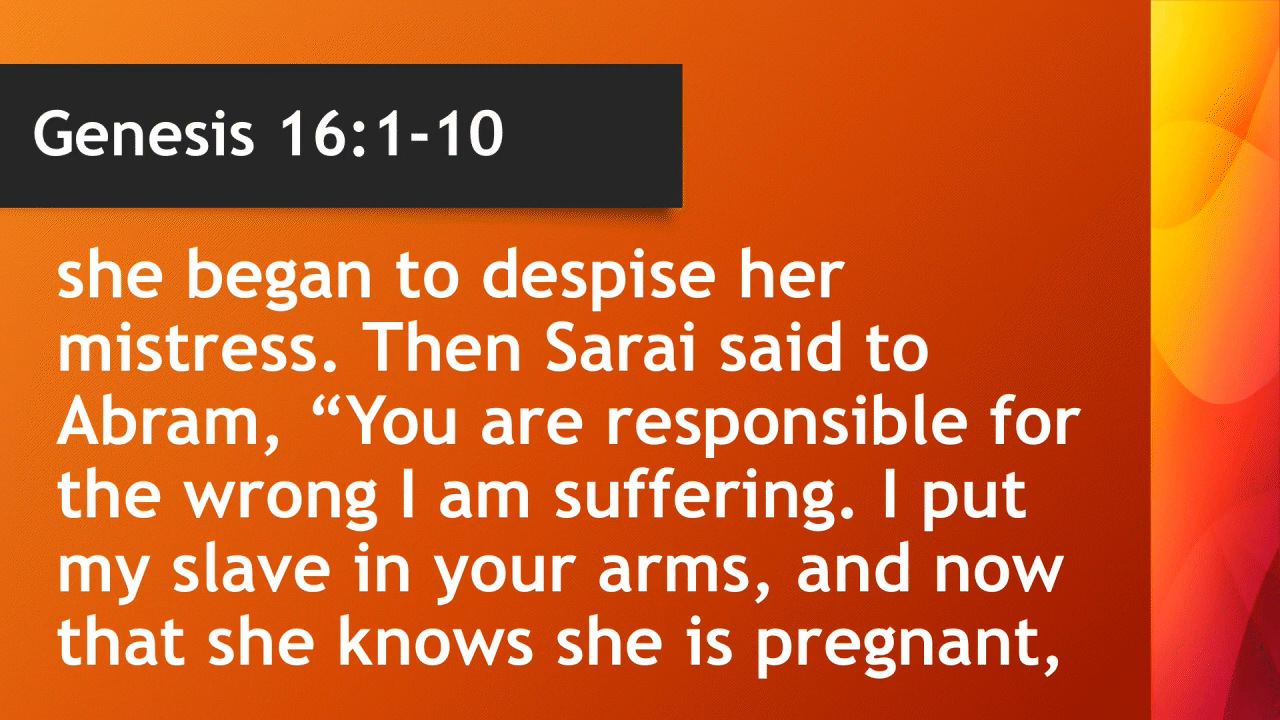 Genesis 16:1-10
she began to despise her
mistress. Then Sarai said to
Abram, “You are responsible for
the wrong I am suffering. I put
my slave in your arms, and now
that she knows she is pregnant,